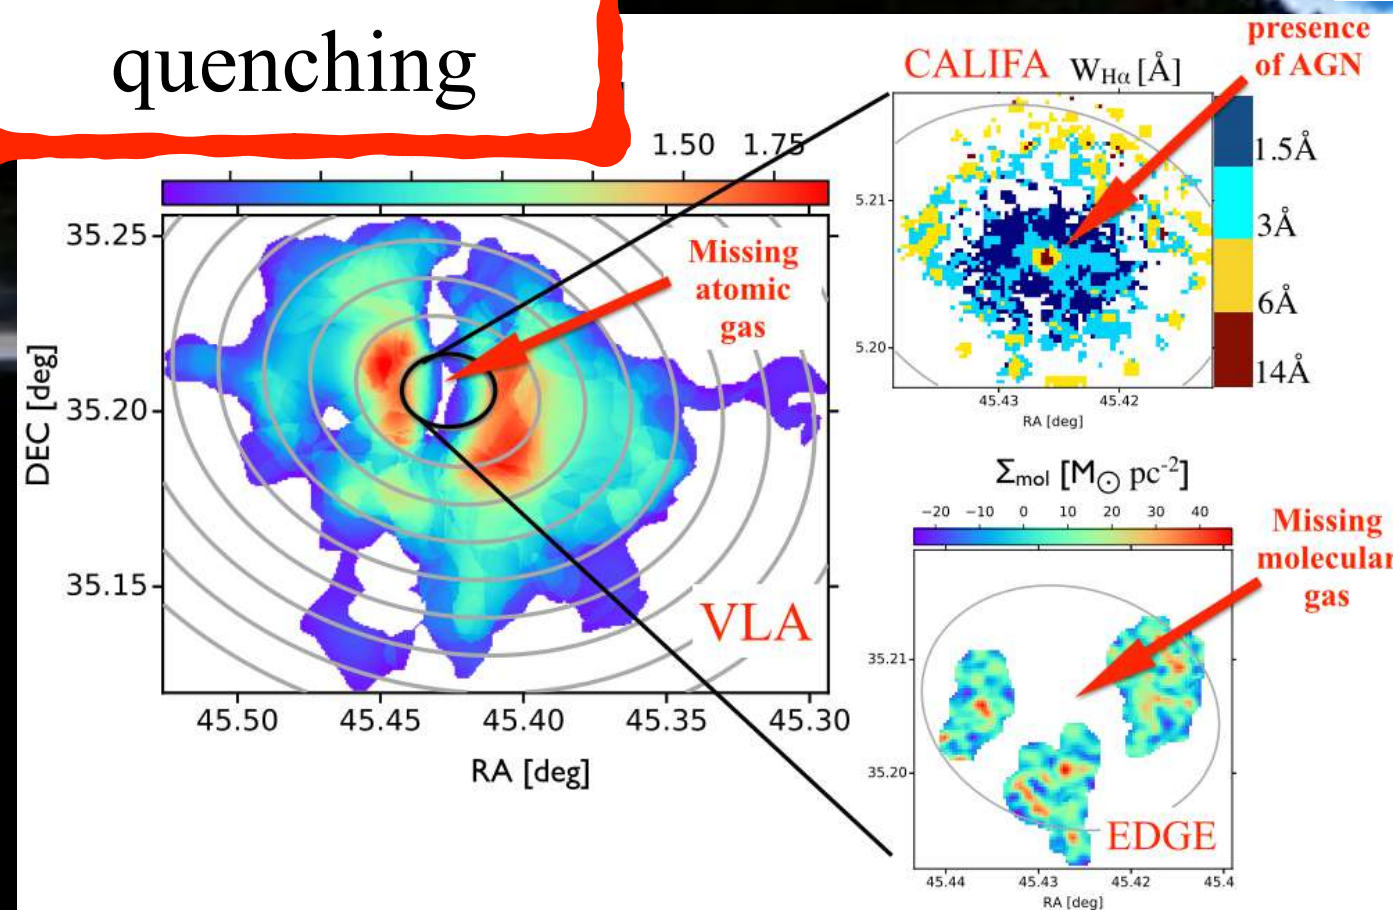 quenching
1.50 1.75
35.25
35.20
35.15
DEC [deg]
45.50 45.45 45.40 45.35 45.30
RA [deg]
Missing
atomic
gas
VLA
CALIFA WHα [Å]
presence
of AGN
5.21
5.20
45.43 45.42
RA [deg]
1.5Å
3Å
6Å
14Å
Σmol [M☉ pc-2]
−20 −10 0 10 20 30 40
Missing
molecular
gas
35.21
35.20
EDGE
45.44 45.43 45.42 45.4
RA [deg]